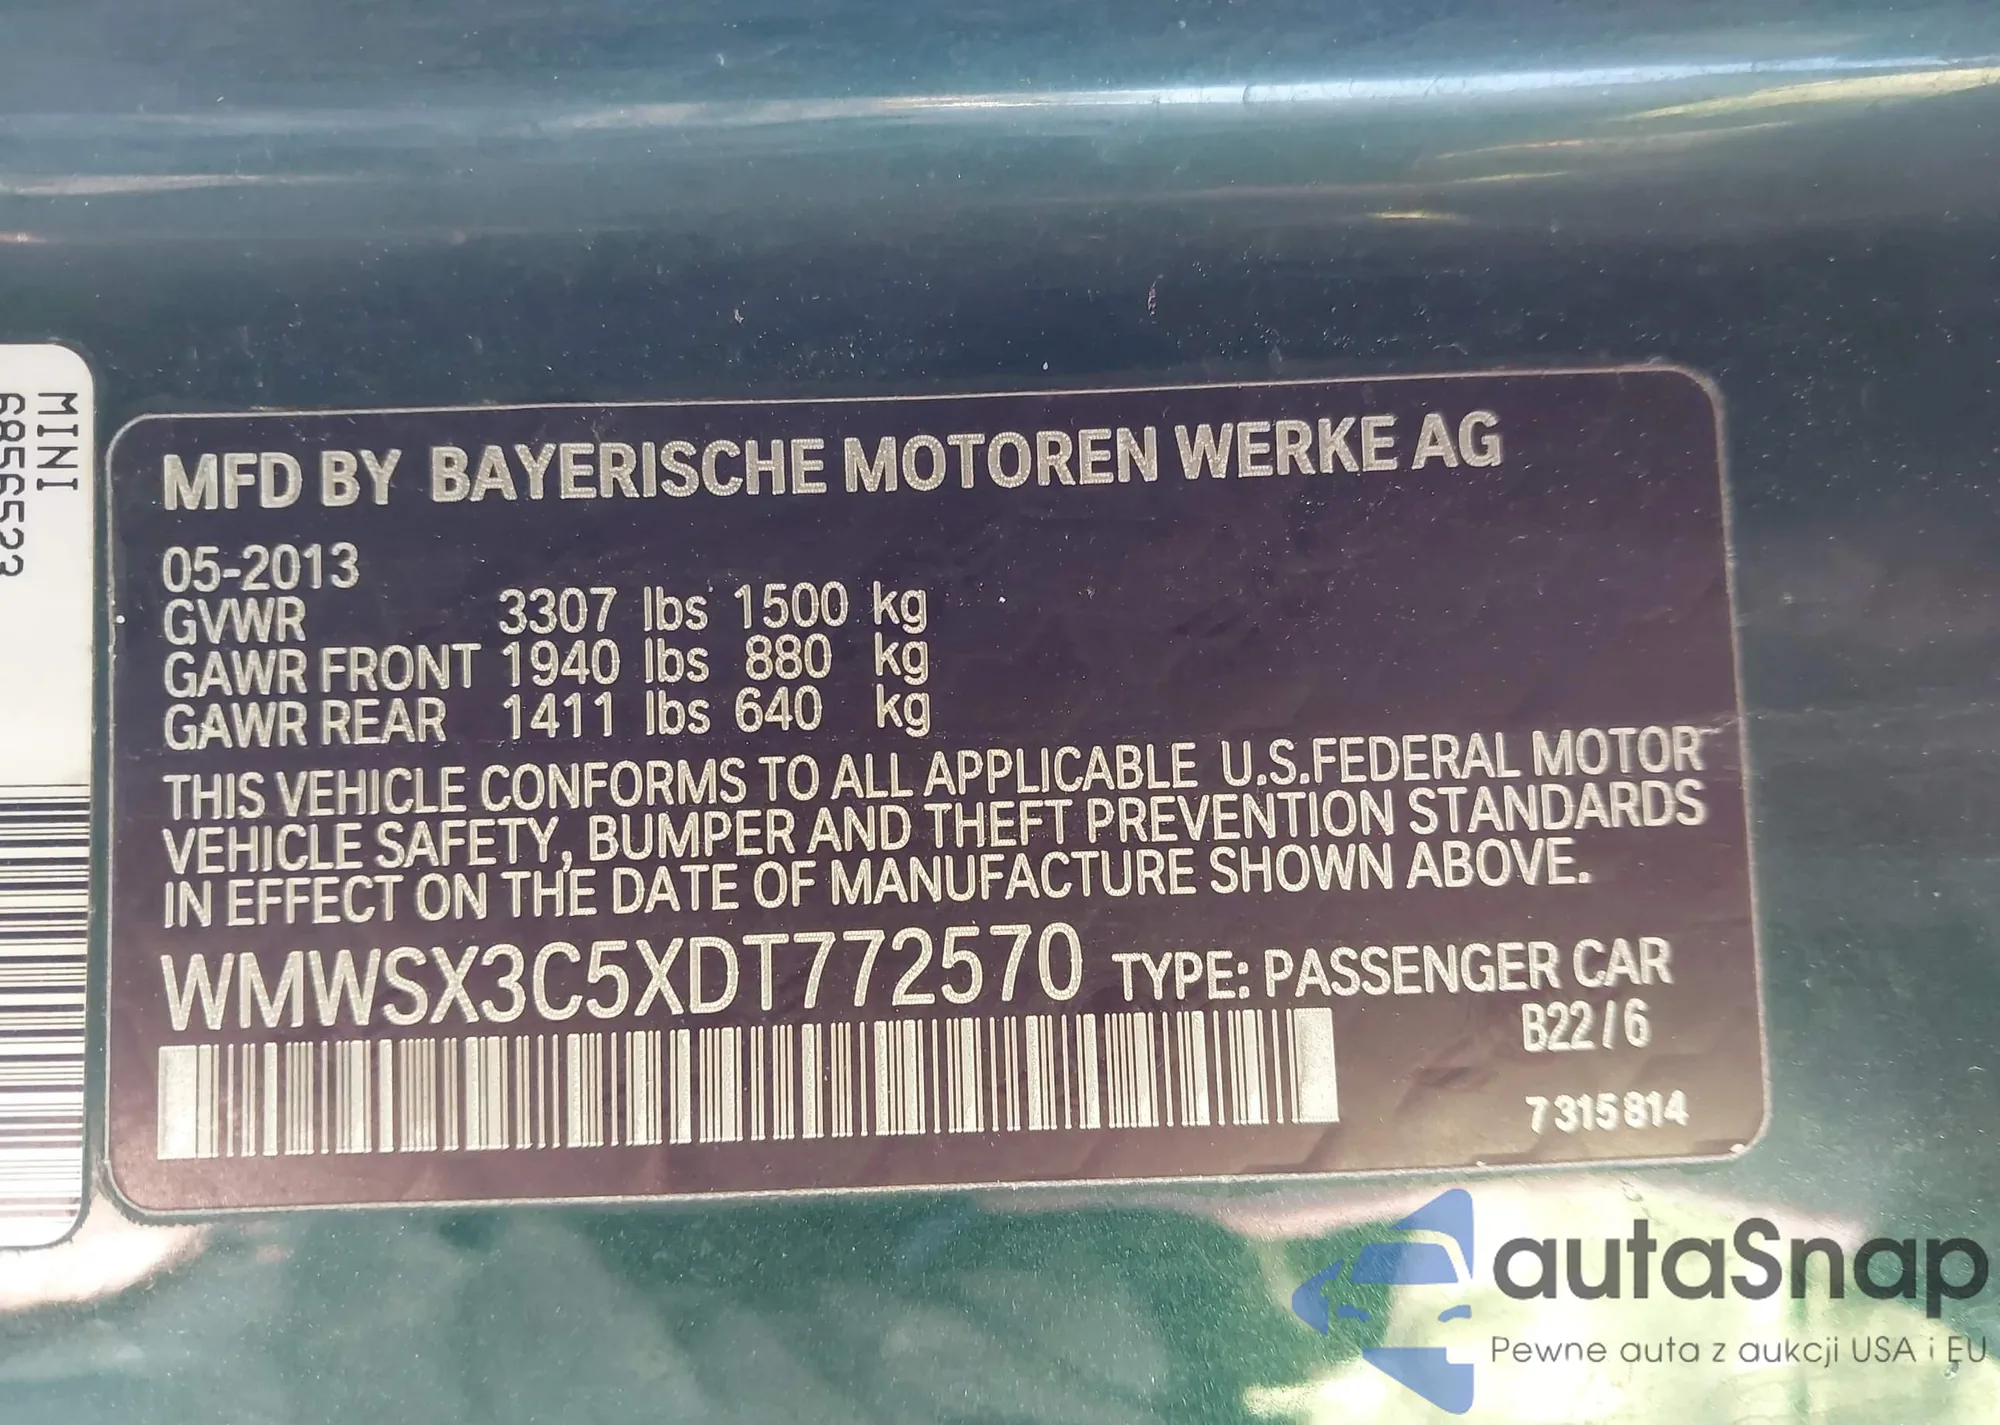 MINI
6856523
MFD BY BAYERISCHE MOTOREN WERKE AG
05-2013
GVWR 3307 lbs 1500 kg
GAWR FRONT 1940 lbs 880 kg
GAWR REAR 1411 lbs 640 kg
THIS VEHICLE CONFORMS TO ALL APPLICABLE U.S.FEDERAL MOTOR
VEHICLE SAFETY, BUMPER AND THEFT PREVENTION STANDARDS
IN EFFECT ON THE DATE OF MANUFACTURE SHOWN ABOVE.
WMWSX3C5XDT772570 TYPE: PASSENGER CAR
B22/6
7315814
autaSnap
Pewne auta z aukcji USA i EU